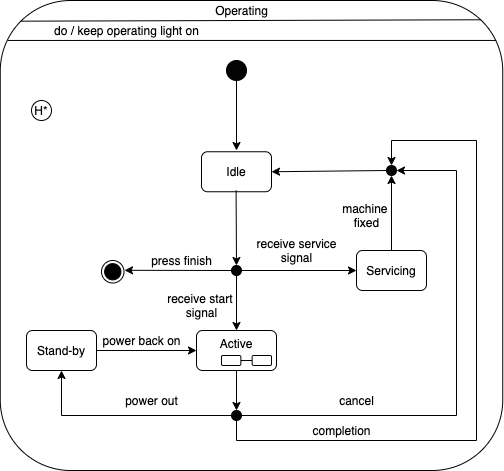 Operating
do / keep operating light on
H*
Idle
machine
fixed
press finish
receive service
signal
Servicing
receive start
signal
Stand-by
power back on
Active
power out
cancel
completion